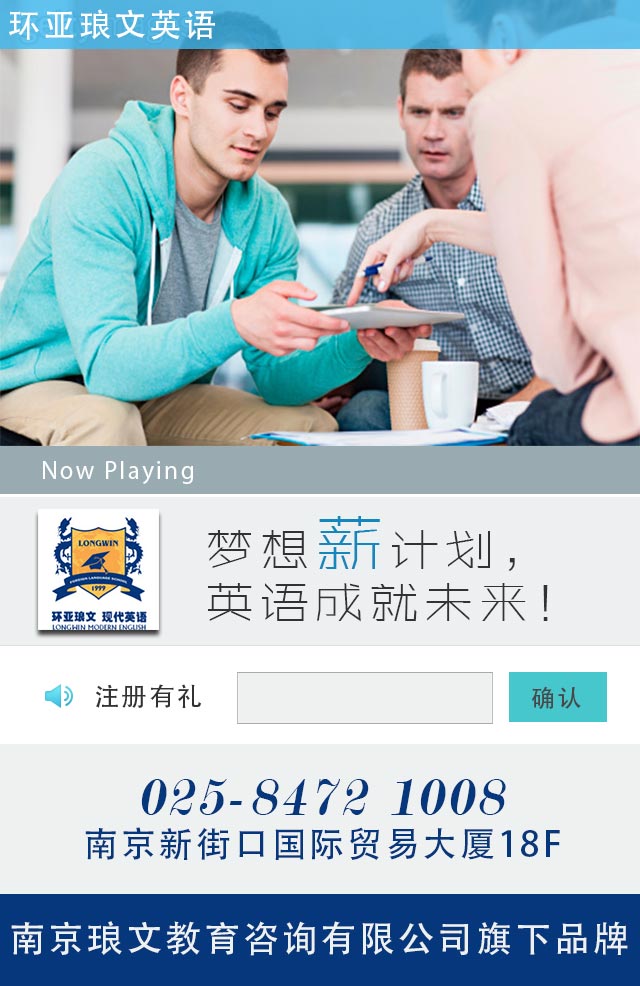 环亚琅文英语
Now Playing
LONGWIN
FOREIGN LANGUAGE SCHOOL
1999
环亚琅文 现代英语
LONGWIN MODERN ENGLISH
梦想薪计划，
英语成就未来！
注册有礼
确认
025-8472 1008
南京新街口国际贸易大厦18F
南京琅文教育咨询有限公司旗下品牌